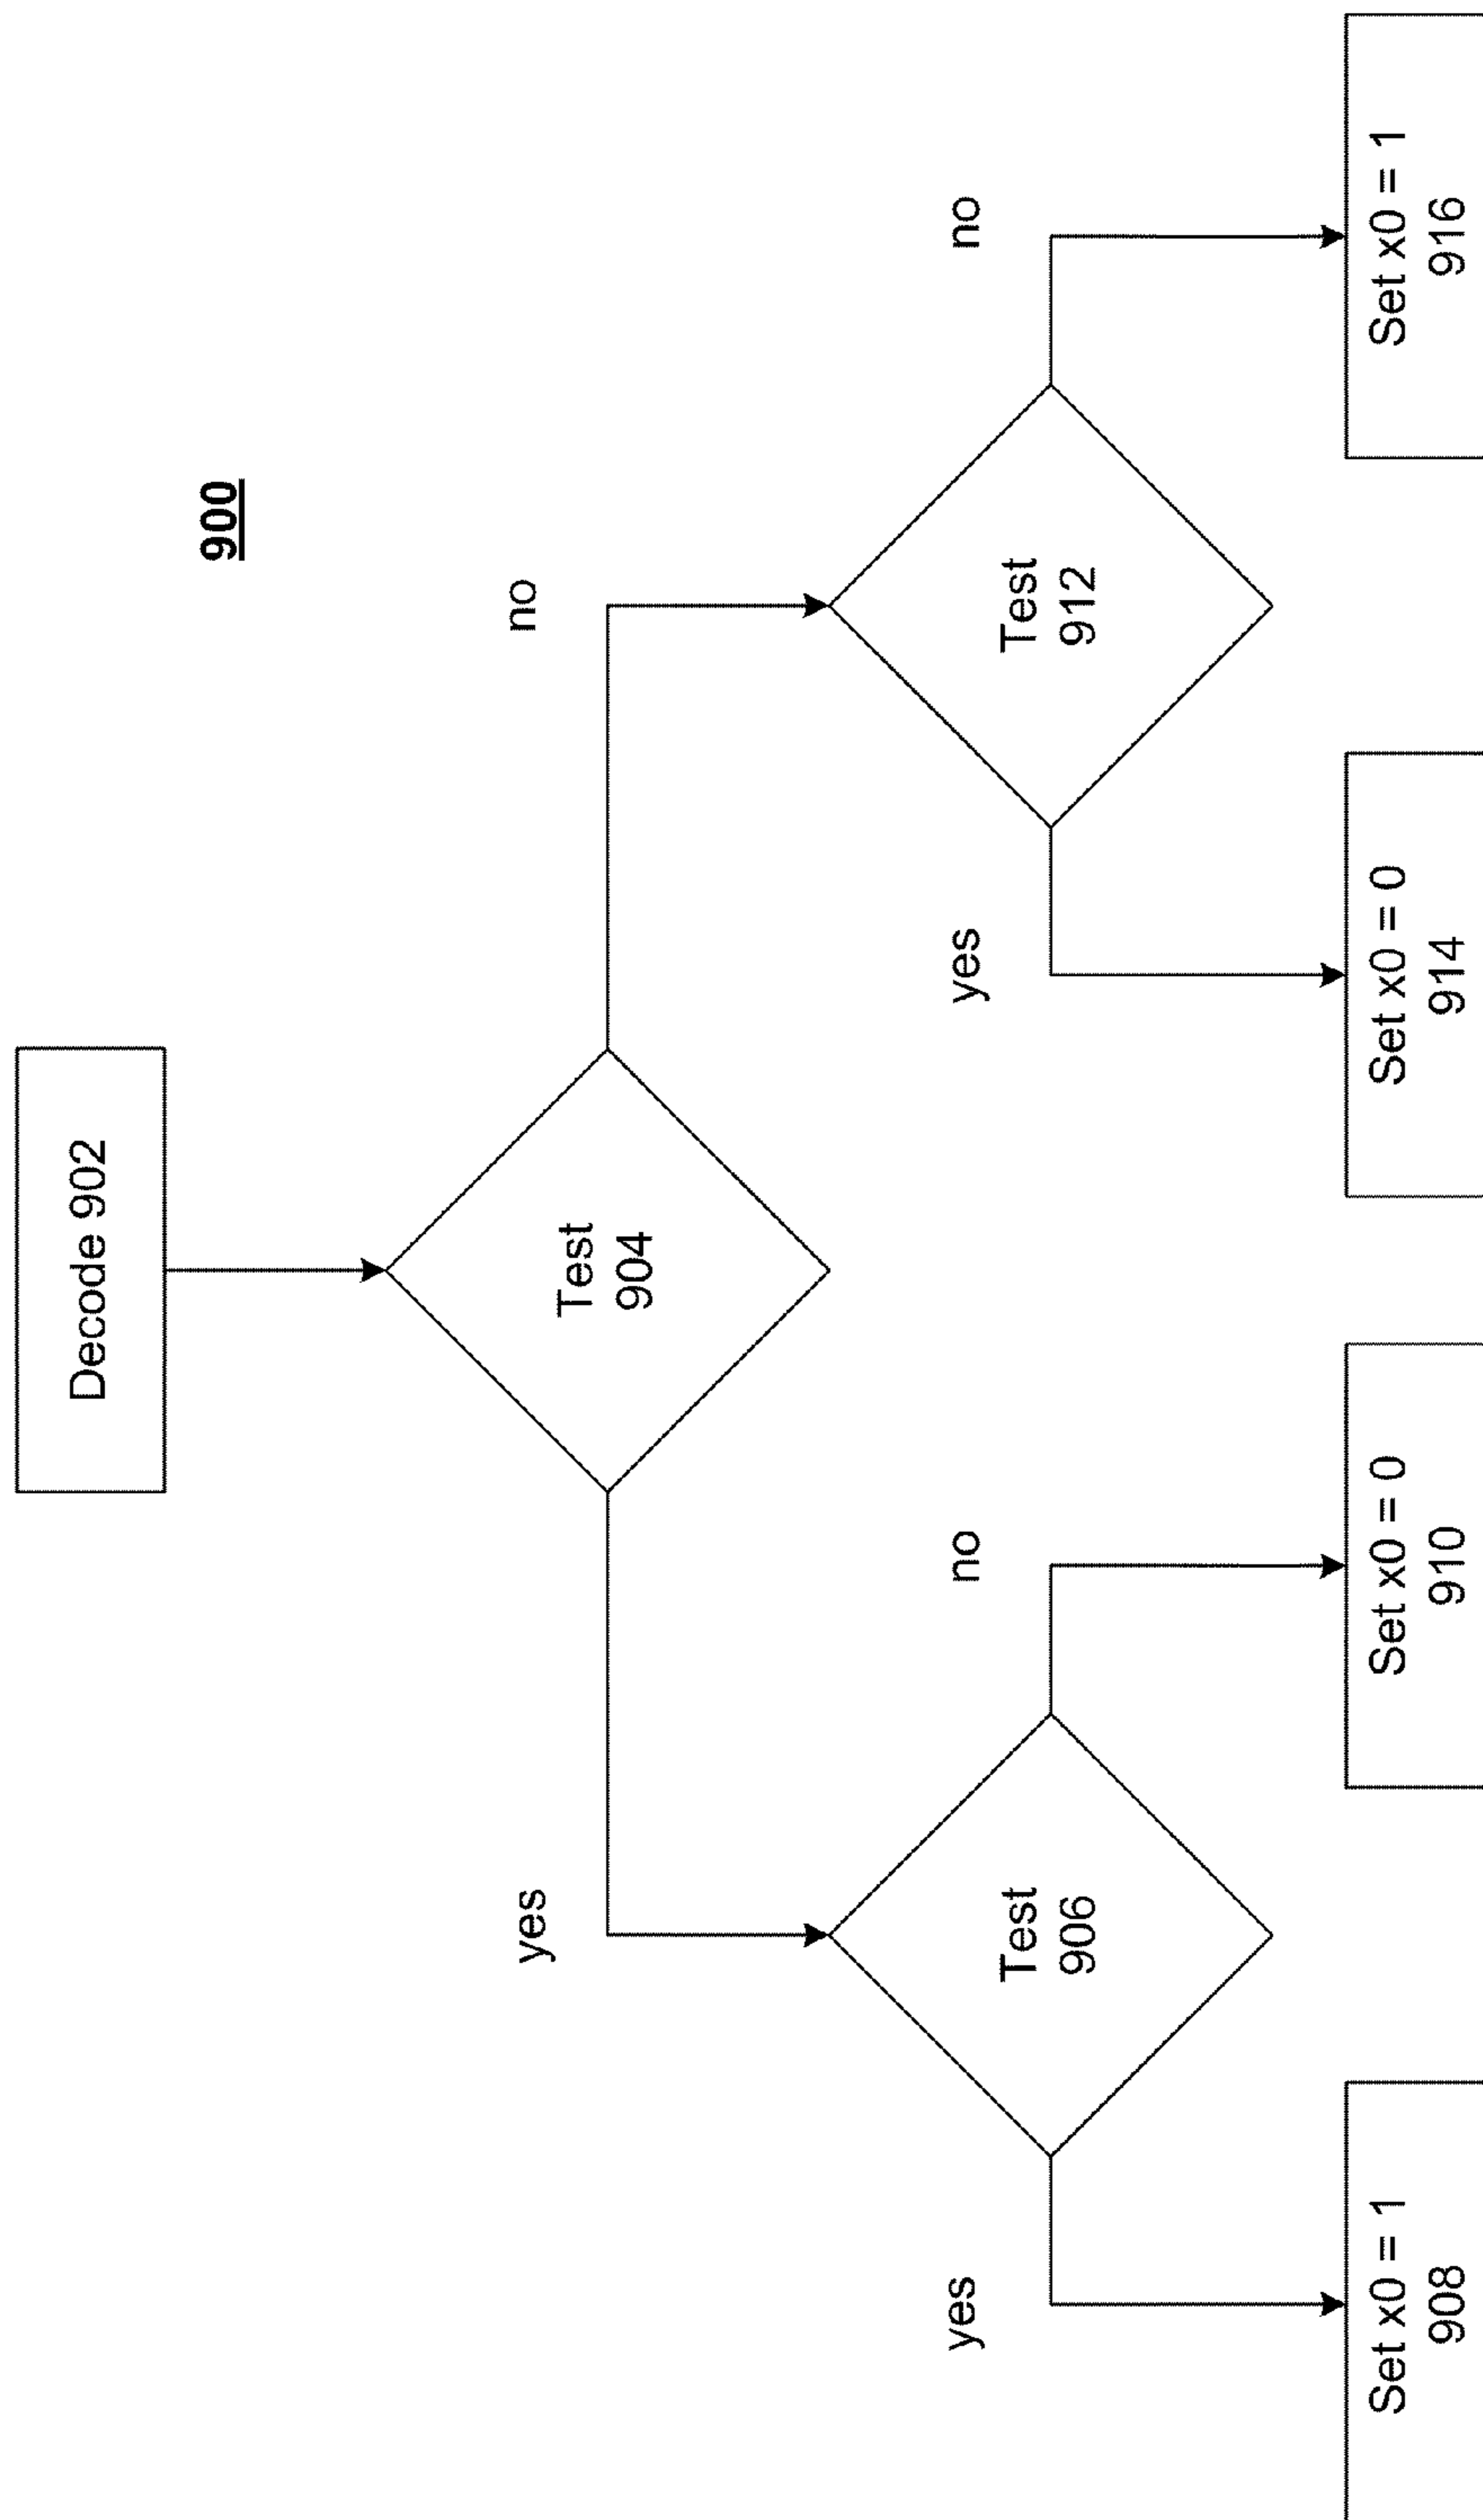 900
Decode 902
Test
904
yes
no
Test
906
Test
912
yes
no
yes
no
Set x0 = 1
908
Set x0 = 0
910
Set x0 = 0
914
Set x0 = 1
916